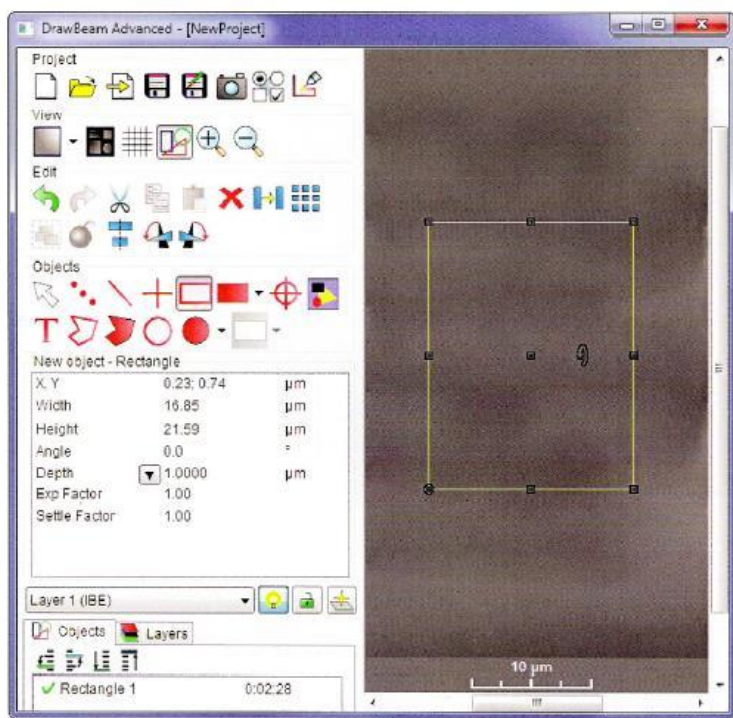 DrawBeam Advanced - [NewProject]
Project
View
Edit
Objects
T
New object - Rectangle
X, Y 0.23; 0.74 µm
Width 16.85 µm
Height 21.59 µm
Angle 0.0 °
Depth 1.0000 µm
Exp Factor 1.00
Settle Factor 1.00
Layer 1 (IBE)
Objects Layers
Rectangle 1 0:02:28
10 µm